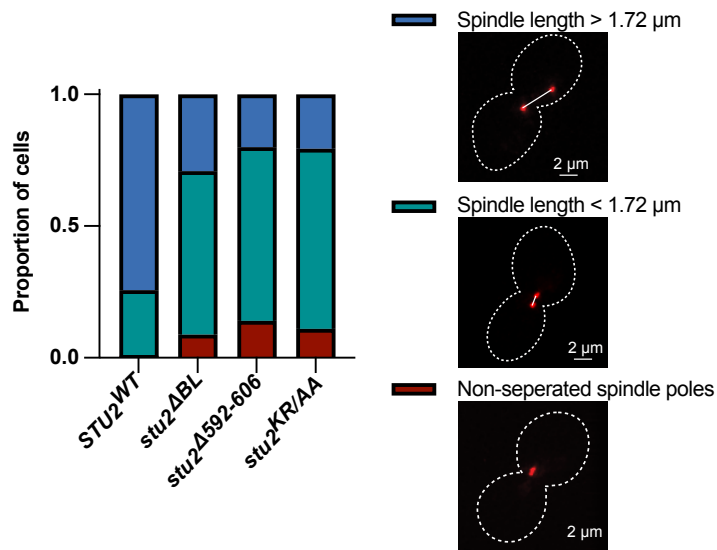 Spindle length > 1.72 µm
2 µm
Spindle length < 1.72 µm
2 µm
Non-seperated spindle poles
2 µm
Proportion of cells
1.0
0.5
0.0
STU2WT
stu2ΔBL
stu2Δ592-606
stu2KR/AA